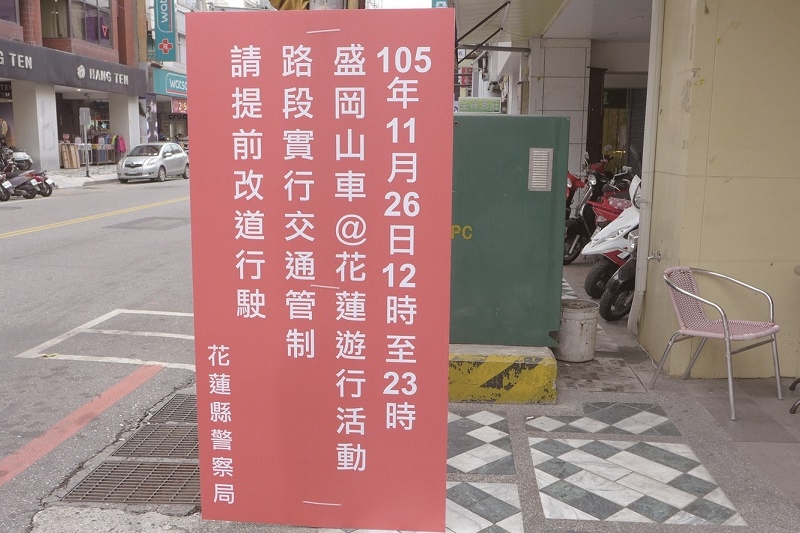 105年11月26日12時至23時
盛岡山車@花蓮遊行活動
路段實行交通管制
請提前改道行駛
花蓮縣警察局
HANG TEN
PC